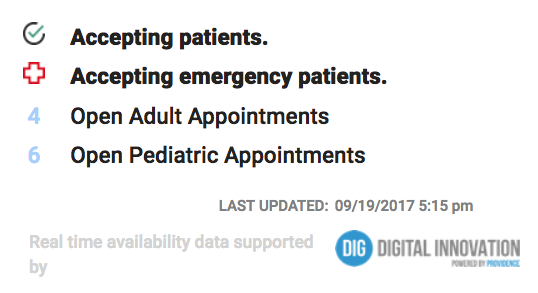 Accepting patients.
Accepting emergency patients.
4 Open Adult Appointments
6 Open Pediatric Appointments
LAST UPDATED: 09/19/2017 5:15 pm
Real time availability data supported
by
DIG DIGITAL INNOVATION
POWERED BY PROVIDENCE